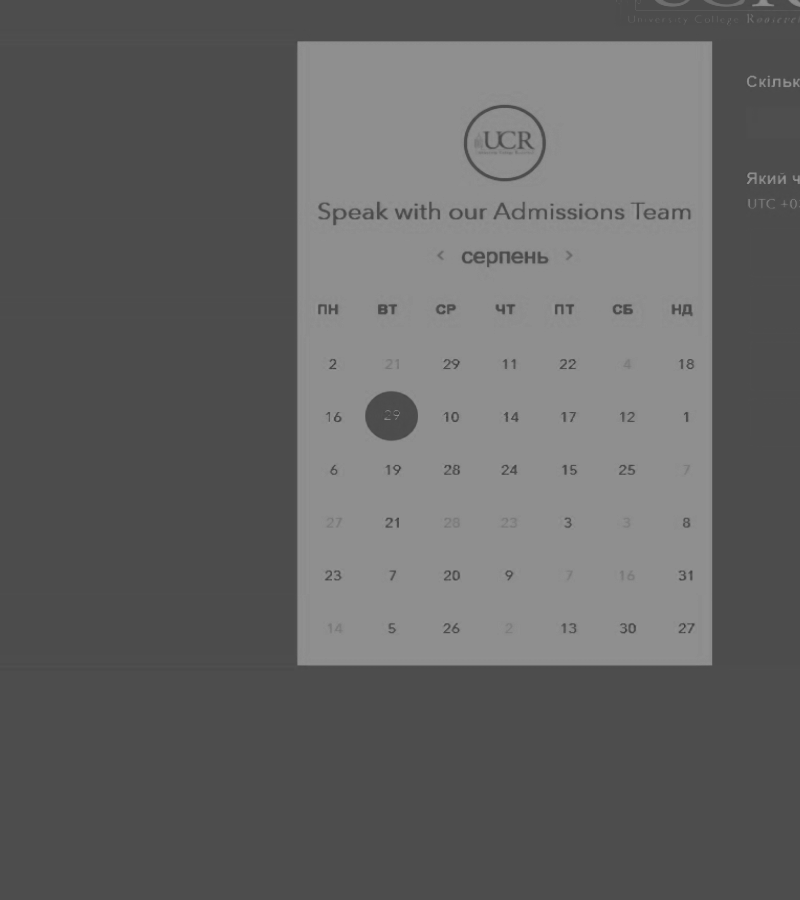 UCR
University College Roosevelt
Скільк
Який ч
UTC +0
UCR
Speak with our Admissions Team
< серпень >
ПН ВТ СР ЧТ ПТ СБ НД
2 21 29 11 22 4 18
16 29 10 14 17 12 1
6 19 28 24 15 25 7
27 21 28 23 3 3 8
23 7 20 9 7 16 31
14 5 26 2 13 30 27